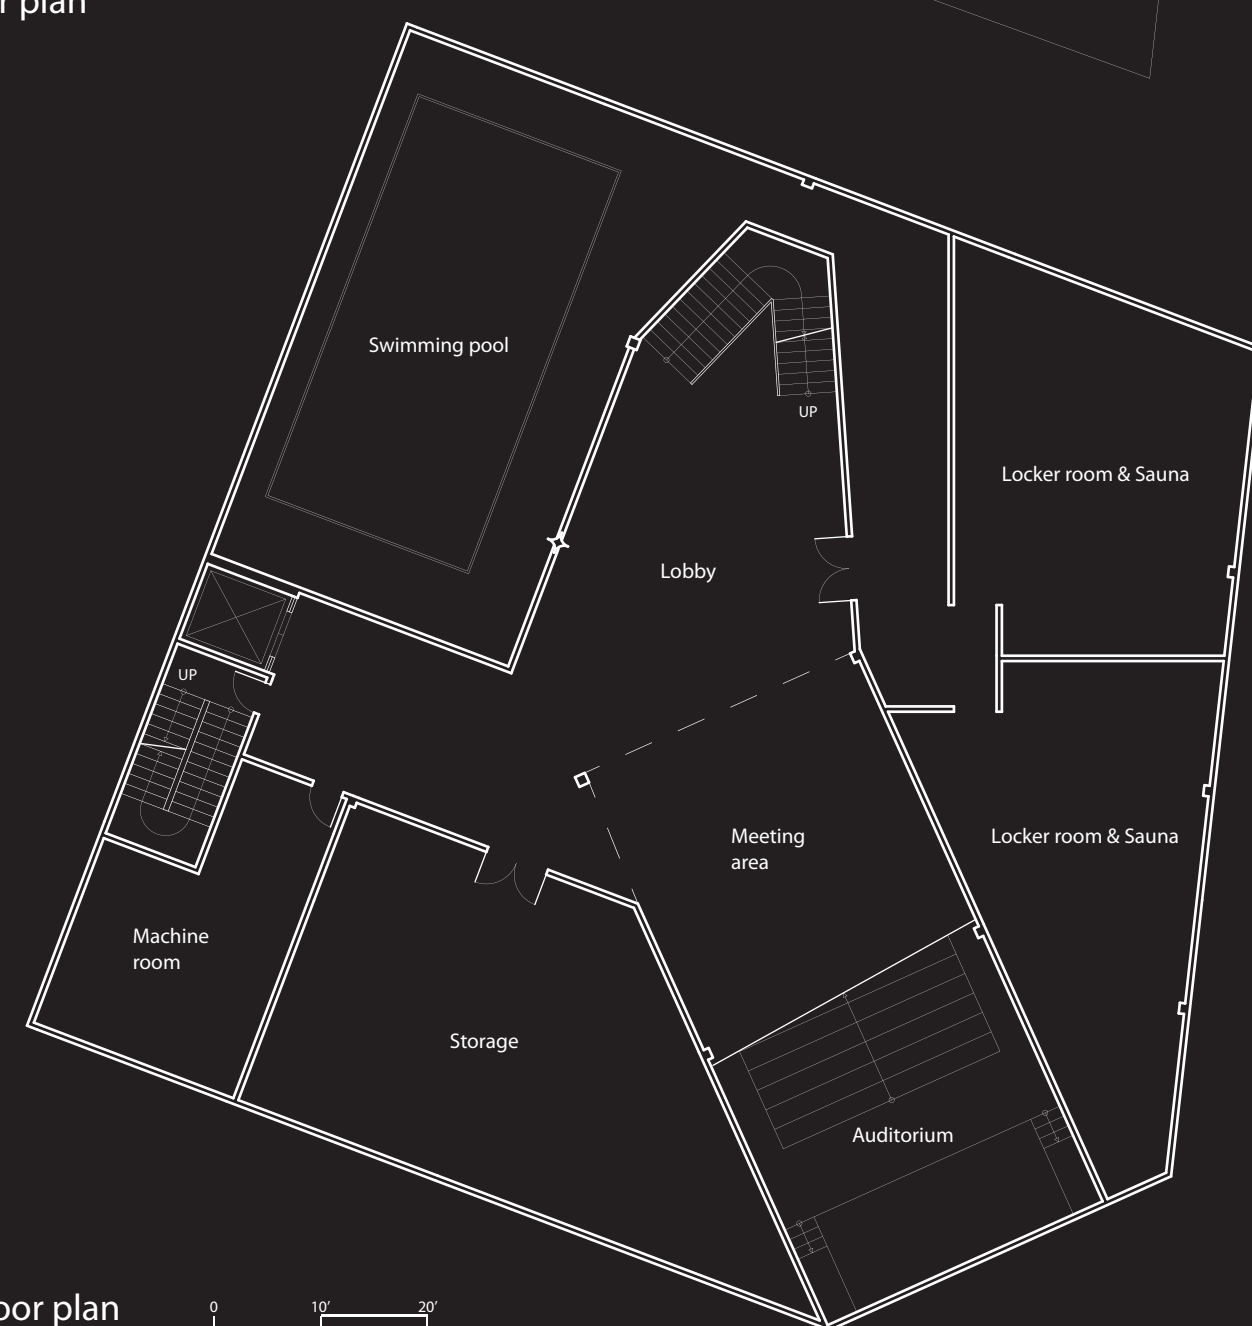 r plan
Swimming pool
UP
Locker room & Sauna
Lobby
UP
Meeting
area
Locker room & Sauna
Machine
room
Storage
Auditorium
oor plan
0
10’
20’